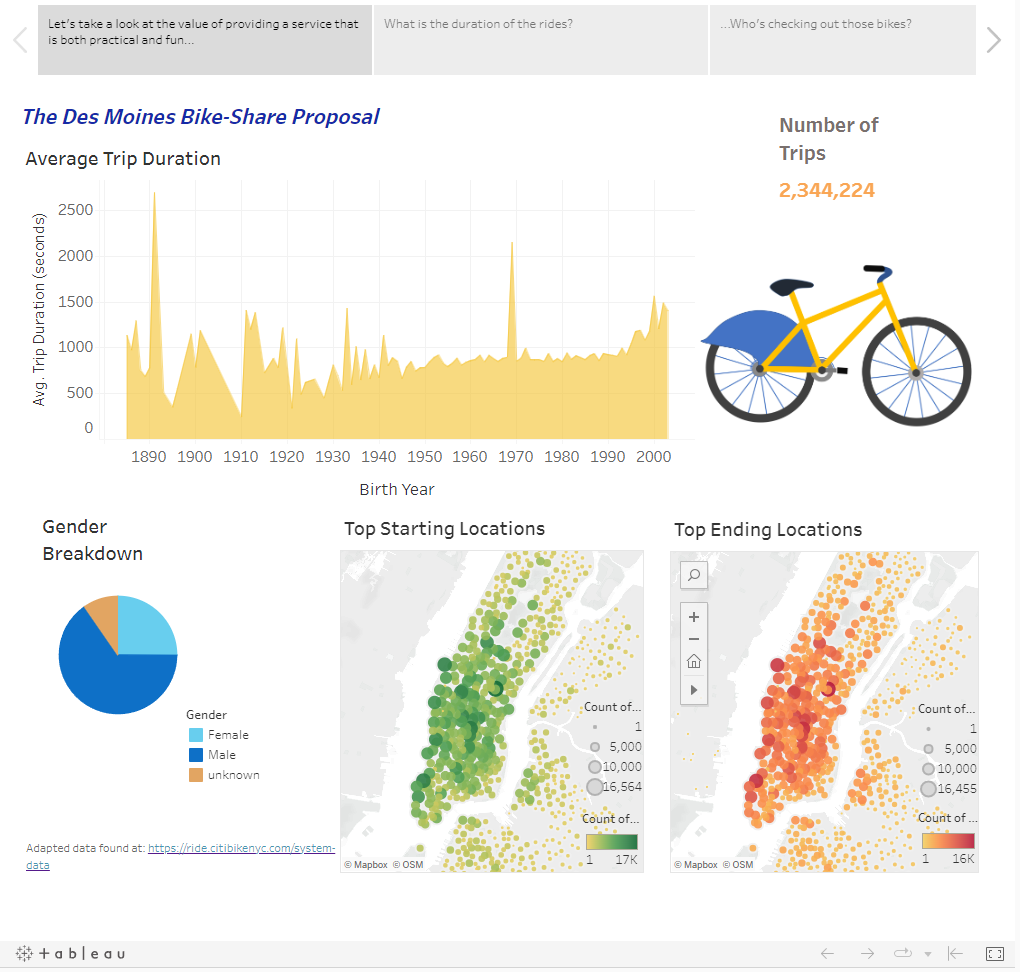 Let's take a look at the value of providing a service that
is both practical and fun...
What is the duration of the rides?
...Who's checking out those bikes?
The Des Moines Bike-Share Proposal
Average Trip Duration
Avg. Trip Duration (seconds)
2500
2000
1500
1000
500
0
1890 1900 1910 1920 1930 1940 1950 1960 1970 1980 1990 2000
Birth Year
Number of
Trips
2,344,224
Gender
Breakdown
Gender
Female
Male
unknown
Adapted data found at: https://ride.citibikenyc.com/system-
data
Top Starting Locations
Count of...
1
5,000
10,000
16,564
Count of...
1 17K
© Mapbox © OSM
Top Ending Locations
Count of...
1
5,000
10,000
16,455
Count of ...
1 16K
© Mapbox © OSM
+ a b l e a u